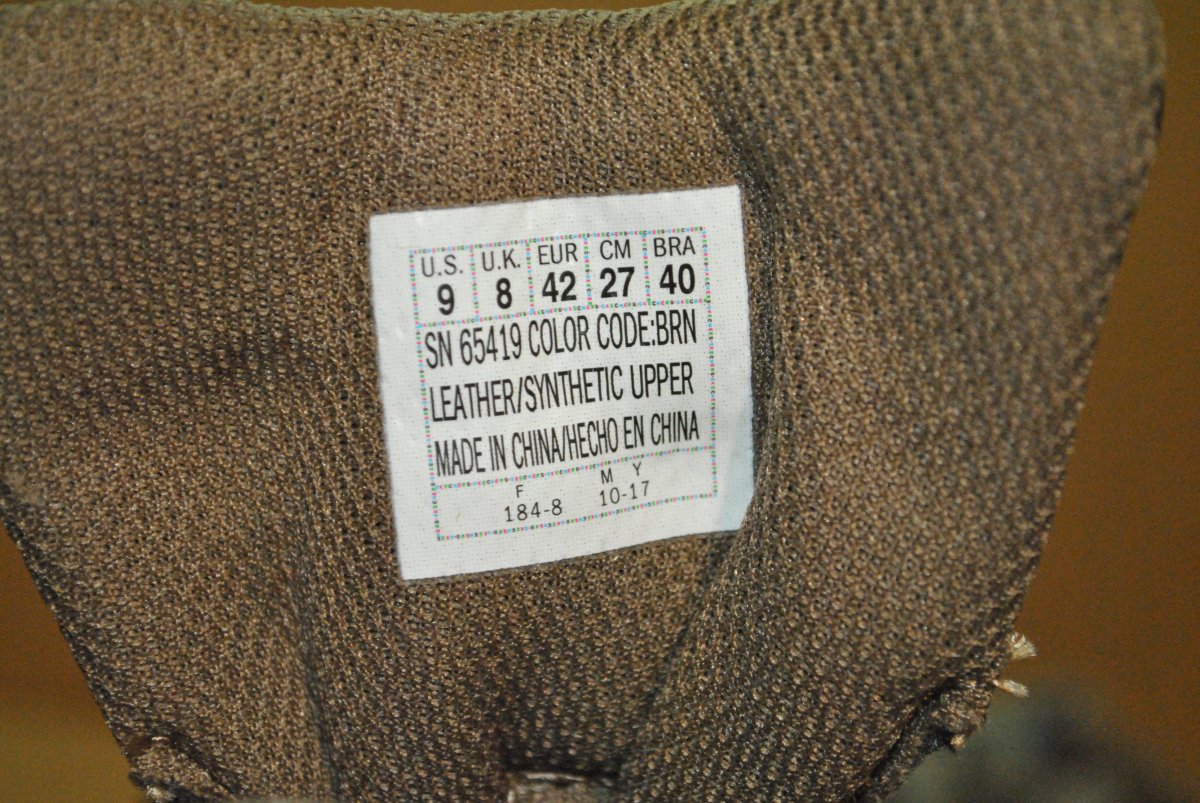 U.S. U.K. EUR CM BRA
9 8 42 27 40
SN 65419 COLOR CODE:BRN
LEATHER/SYNTHETIC UPPER
MADE IN CHINA/HECHO EN CHINA
F M Y
184-8 10-17